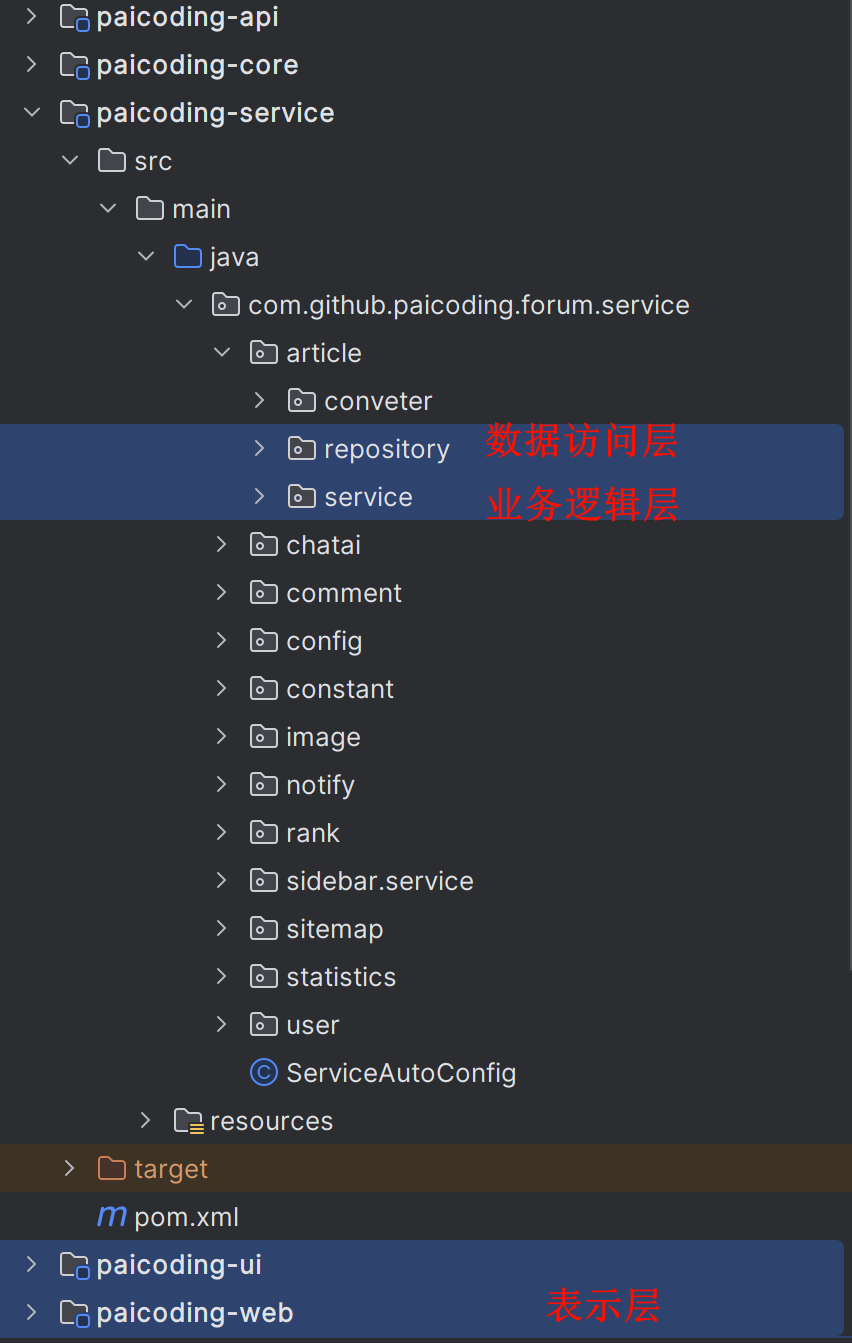 paicoding-api
paicoding-core
paicoding-service
src
main
java
com.github.paicoding.forum.service
article
conveter
repository 数据访问层
service 业务逻辑层
chatai
comment
config
constant
image
notify
rank
sidebar.service
sitemap
statistics
user
ServiceAutoConfig
resources
target
pom.xml
paicoding-ui
paicoding-web 表示层